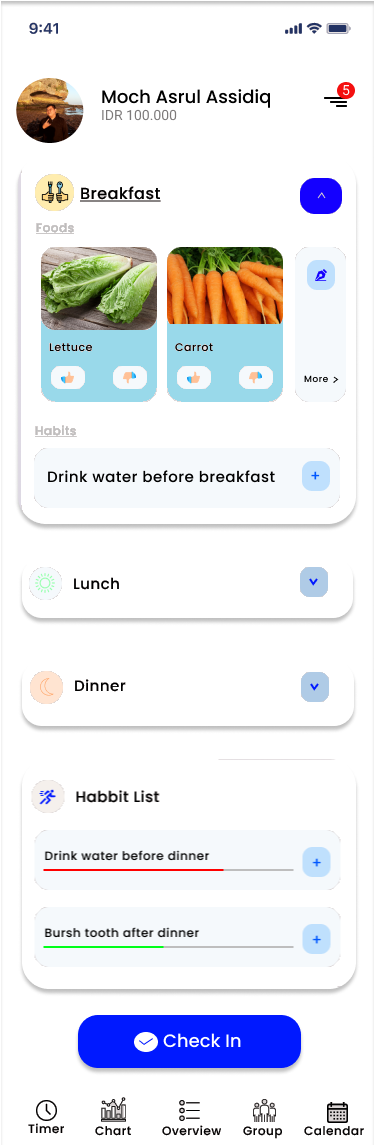 9:41
Moch Asrul Assidiq
5
IDR 100.000
Breakfast
Foods
Lettuce
Carrot
More >
Habits
Drink water before breakfast
+
Lunch
Dinner
Habbit List
Drink water before dinner
+
Bursh tooth after dinner
+
Check In
Timer
Chart
Overview
Group
Calendar